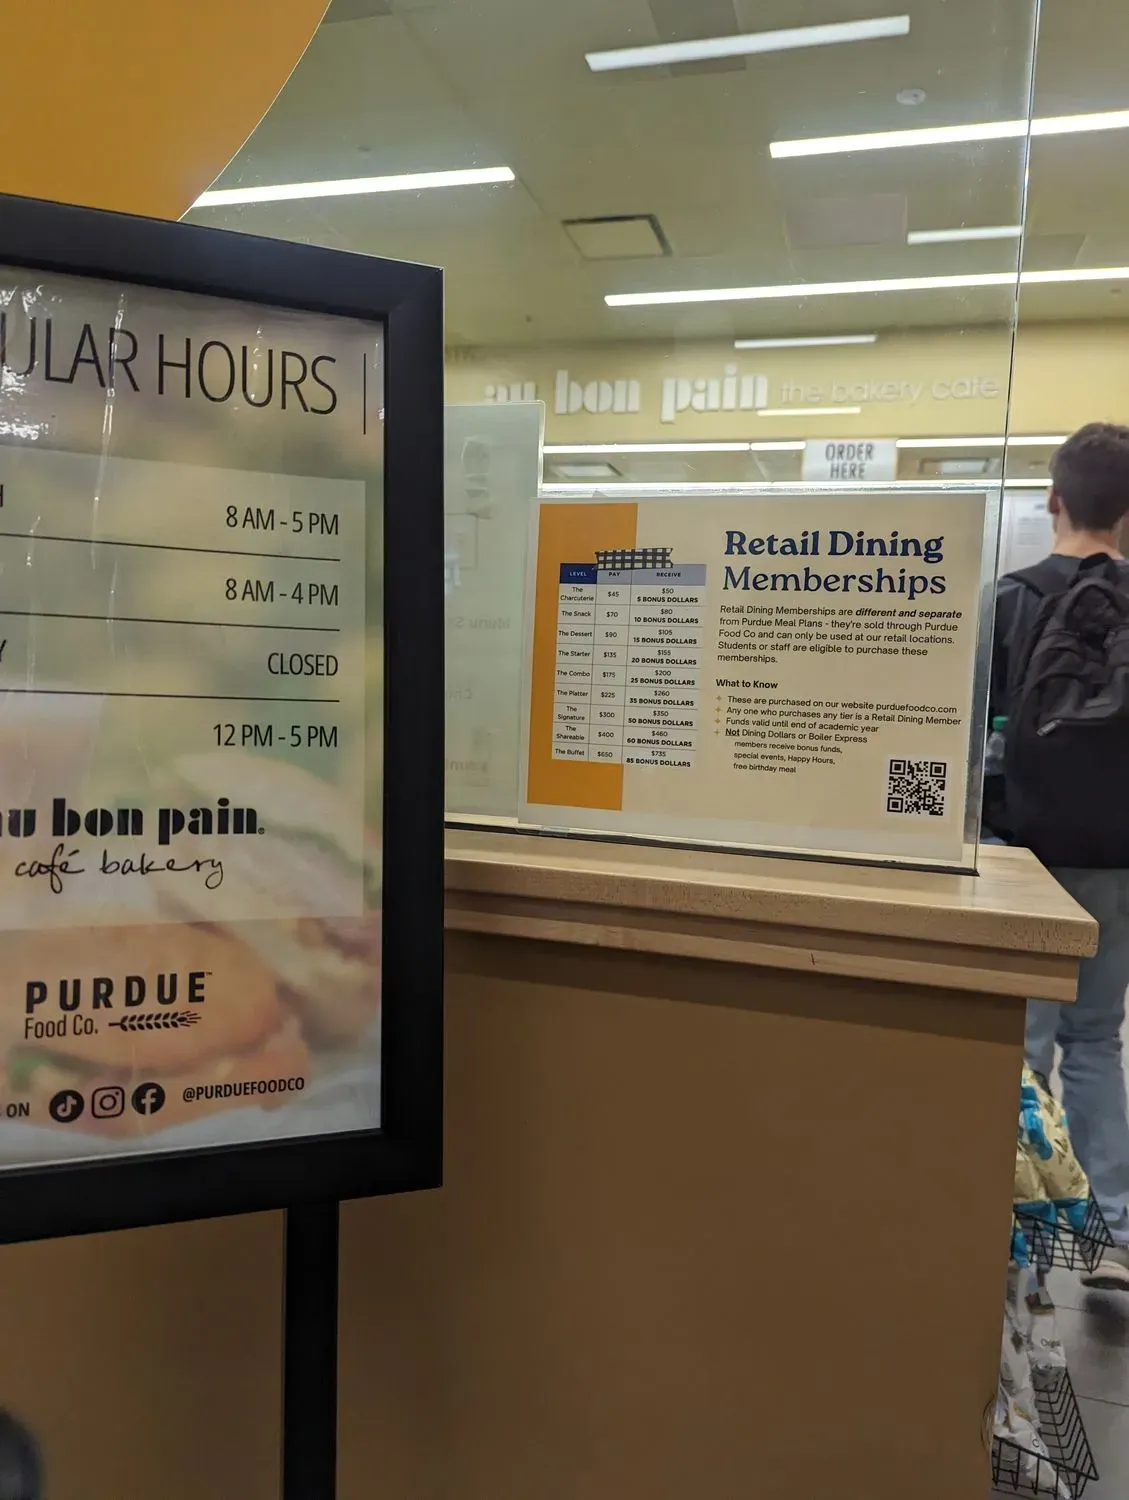 ULAR HOURS |
H 8 AM - 5 PM
8 AM - 4 PM
Y CLOSED
12 PM - 5 PM
au bon pain.
café bakery
PURDUE™
Food Co.
ON @PURDUEFOODCO
au bon pain the bakery cafe
ORDER
HERE
Retail Dining
Memberships
Retail Dining Memberships are different and separate
from Purdue Meal Plans - they're sold through Purdue
Food Co and can only be used at our retail locations.
Students or staff are eligible to purchase these
memberships.
What to Know
These are purchased on our website purduefoodco.com
Any one who purchases any tier is a Retail Dining Member
Funds valid until end of academic year
Not Dining Dollars or Boiler Express
members receive bonus funds,
special events, Happy Hours,
free birthday meal
LEVEL PAY RECEIVE
The Charcuterie $45 $50
5 BONUS DOLLARS
The Snack $70 $80
10 BONUS DOLLARS
The Dessert $90 $105
15 BONUS DOLLARS
The Starter $135 $155
20 BONUS DOLLARS
The Combo $175 $200
25 BONUS DOLLARS
The Platter $225 $260
35 BONUS DOLLARS
The Signature $300 $350
50 BONUS DOLLARS
The Shareable $400 $460
60 BONUS DOLLARS
The Buffet $650 $735
85 BONUS DOLLARS